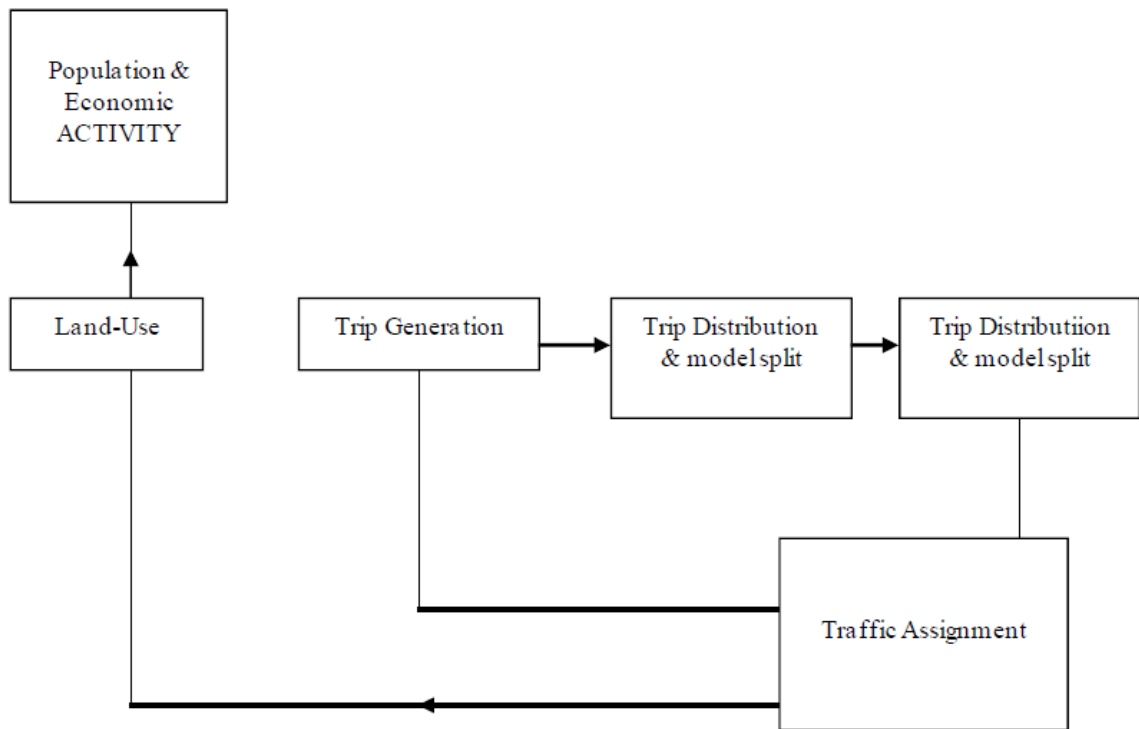 Population &
Economic
ACTIVITY
Land-Use
Trip Generation
Trip Distribution
& model split
Trip Distributiion
& model split
Traffic Assignment